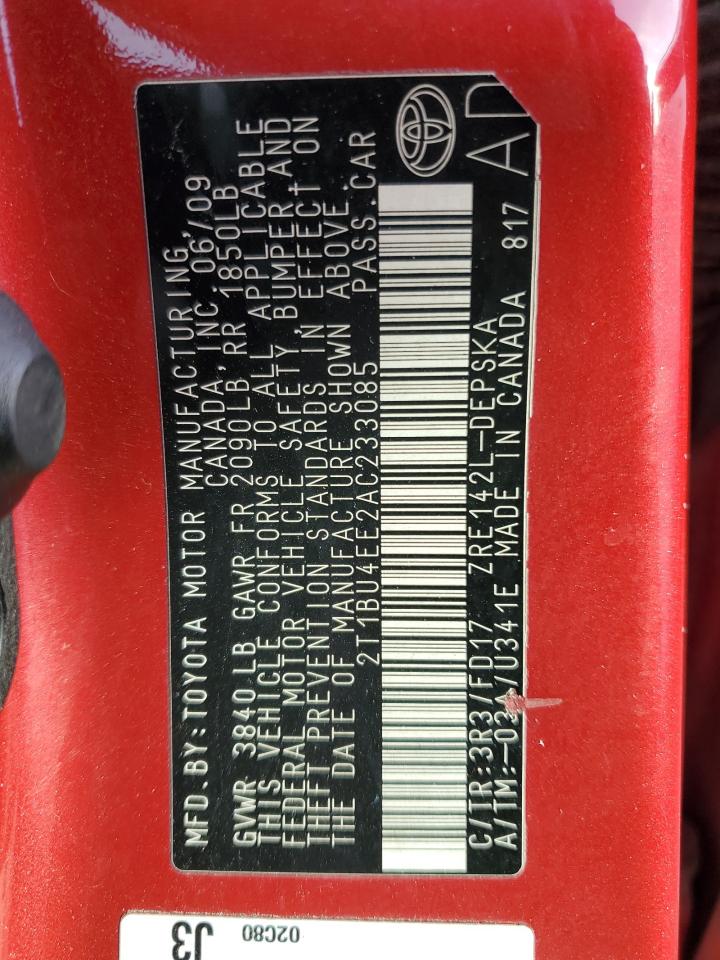 MFD.BY:TOYOTA MOTOR MANUFACTURING,
CANADA, INC.06/09
GVWR 3840LB GAWR FR 2090LB RR 1850LB
THIS VEHICLE CONFORMS TO ALL APPLICABLE
FEDERAL MOTOR VEHICLE SAFETY,BUMPER AND
THEFT PREVENTION STANDARDS IN EFFECT ON
THE DATE OF MANUFACTURE SHOWN ABOVE.
2T1BU4EE2AC233085 PASS.CAR
C/TR:3R3/FD17 ZRE142L-DEPSKA
A/TM:-02A/U341E MADE IN CANADA 817
AD
J3
02C80